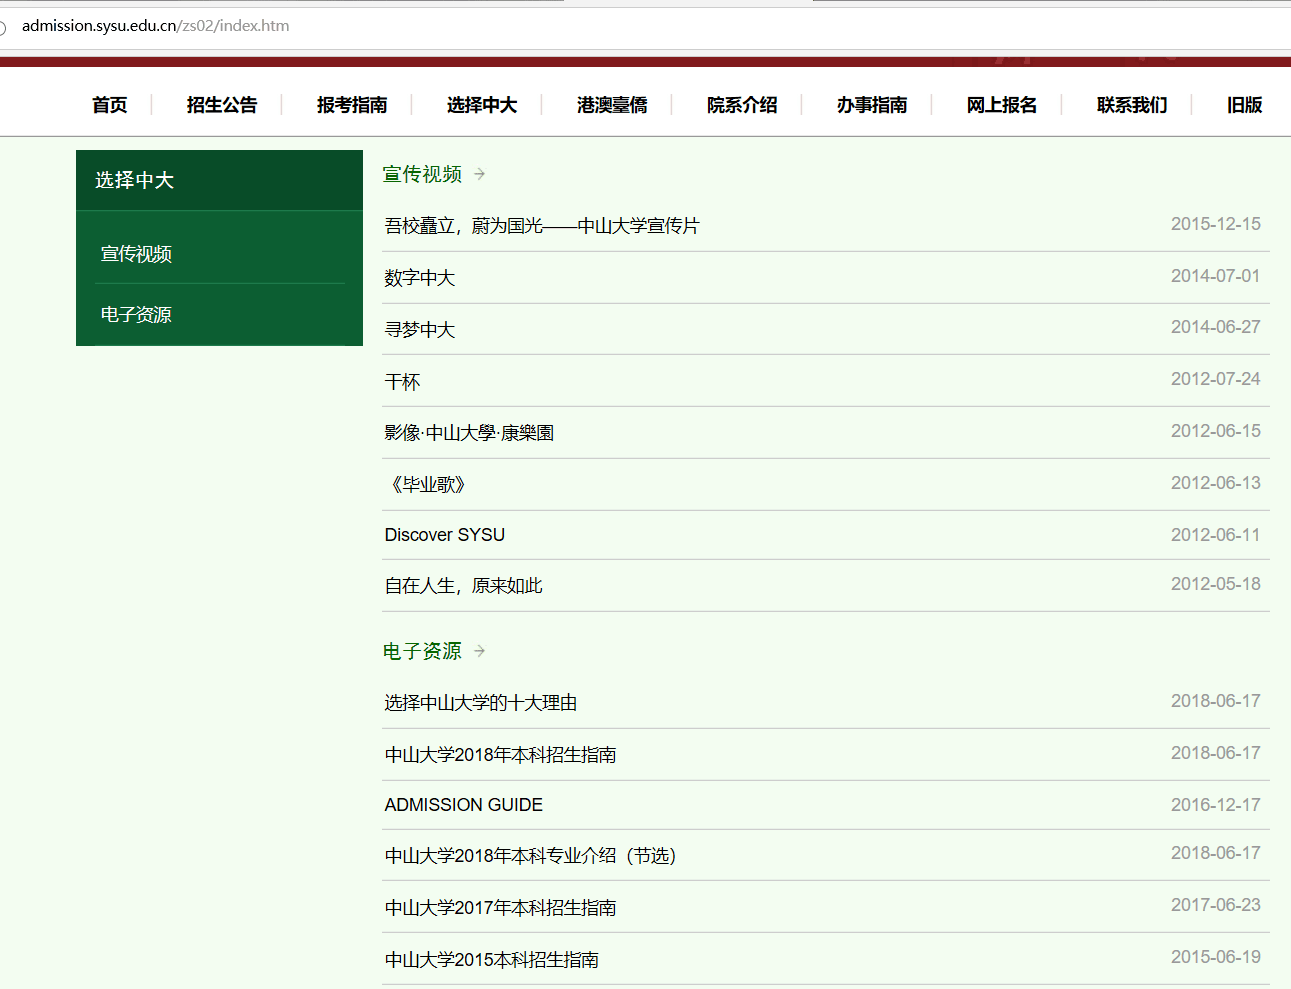 admission.sysu.edu.cn/zs02/index.htm
首页 招生公告 报考指南 选择中大 港澳臺僑 院系介绍 办事指南 网上报名 联系我们 旧版
选择中大
宣传视频
电子资源
宣传视频 →
吾校矗立，蔚为国光——中山大学宣传片 2015-12-15
数字中大 2014-07-01
寻梦中大 2014-06-27
干杯 2012-07-24
影像·中山大學·康樂園 2012-06-15
《毕业歌》 2012-06-13
Discover SYSU 2012-06-11
自在人生，原来如此 2012-05-18
电子资源 →
选择中山大学的十大理由 2018-06-17
中山大学2018年本科招生指南 2018-06-17
ADMISSION GUIDE 2016-12-17
中山大学2018年本科专业介绍（节选） 2018-06-17
中山大学2017年本科招生指南 2017-06-23
中山大学2015本科招生指南 2015-06-19